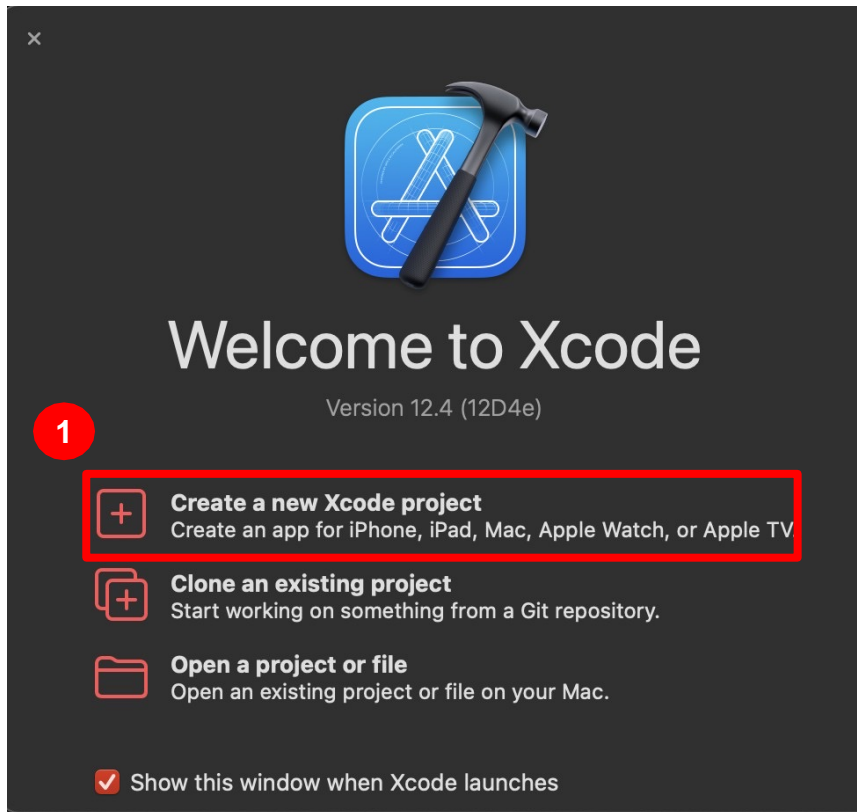 Welcome to Xcode
Version 12.4 (12D4e)
1
Create a new Xcode project
Create an app for iPhone, iPad, Mac, Apple Watch, or Apple TV.
Clone an existing project
Start working on something from a Git repository.
Open a project or file
Open an existing project or file on your Mac.
Show this window when Xcode launches